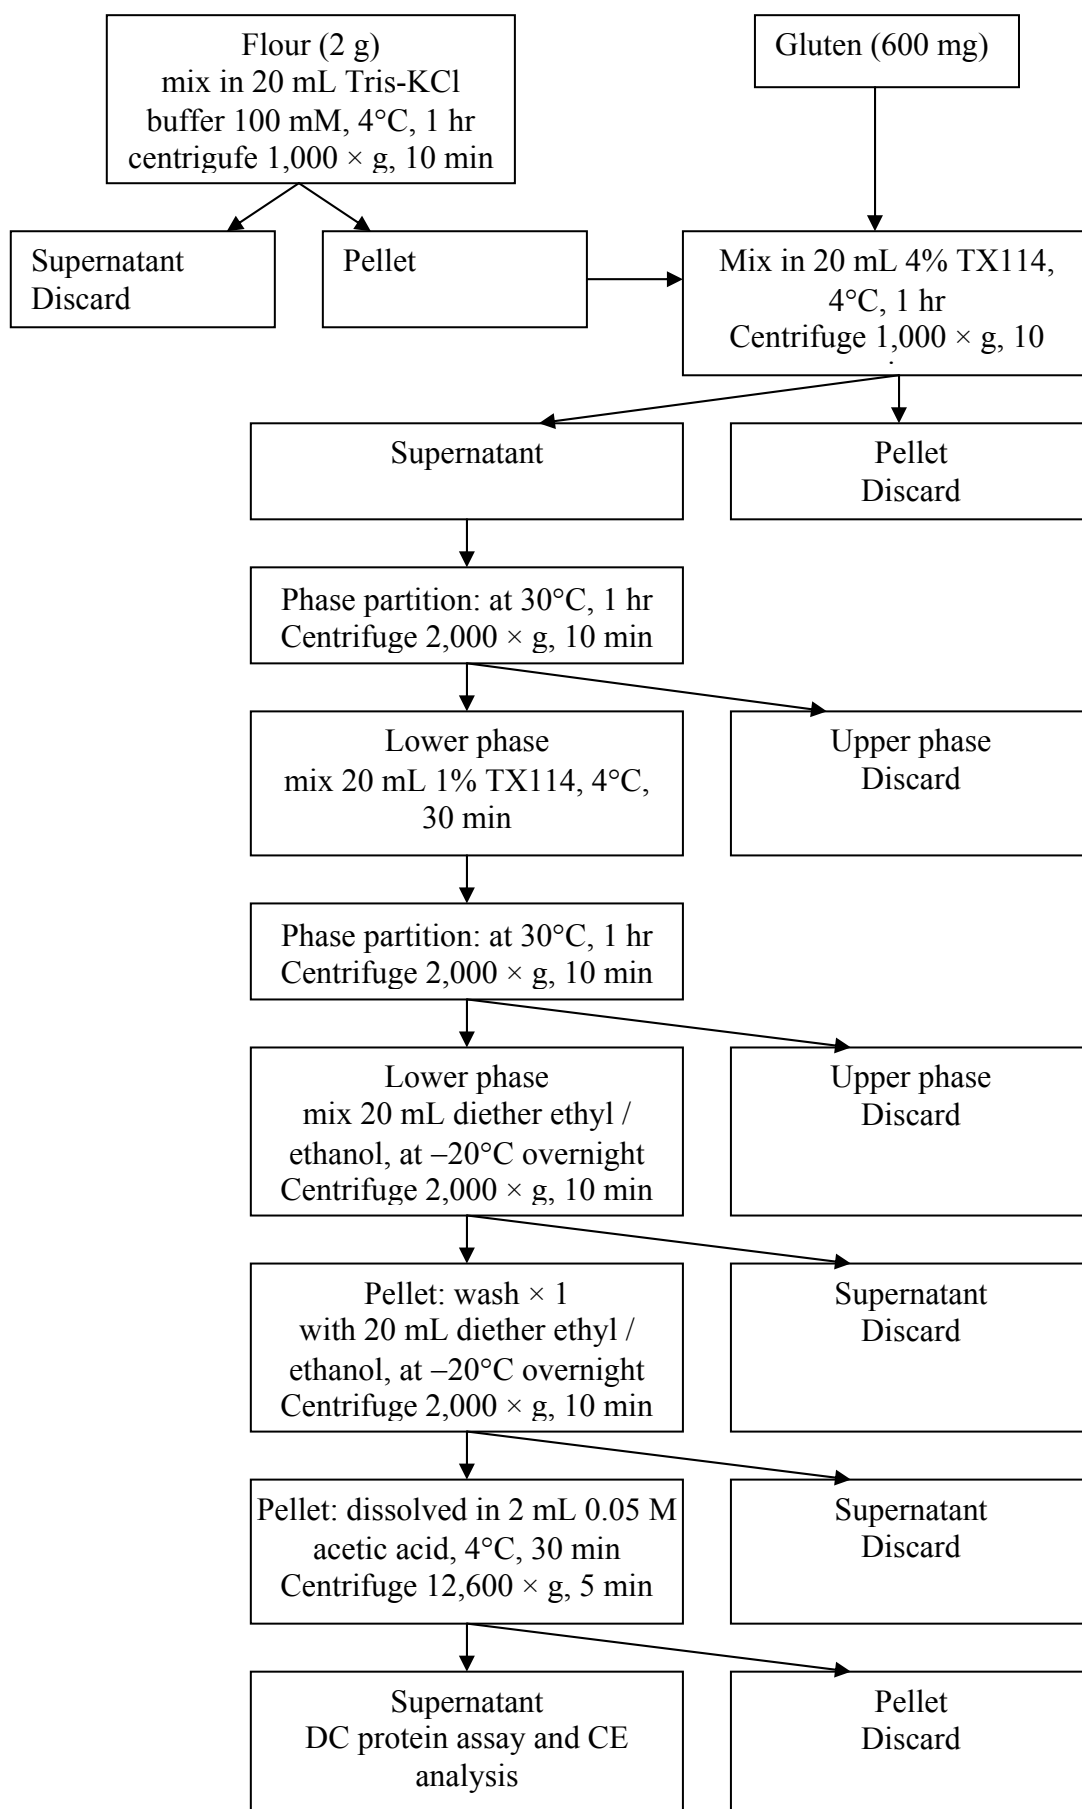 Flour (2 g)
mix in 20 mL Tris-KCl
buffer 100 mM, 4°C, 1 hr
centrigufe 1,000 × g, 10 min
Gluten (600 mg)
Supernatant
Discard
Pellet
Mix in 20 mL 4% TX114,
4°C, 1 hr
Centrifuge 1,000 × g, 10
Supernatant
Pellet
Discard
Phase partition: at 30°C, 1 hr
Centrifuge 2,000 × g, 10 min
Lower phase
mix 20 mL 1% TX114, 4°C,
30 min
Upper phase
Discard
Phase partition: at 30°C, 1 hr
Centrifuge 2,000 × g, 10 min
Lower phase
mix 20 mL diether ethyl /
ethanol, at –20°C overnight
Centrifuge 2,000 × g, 10 min
Upper phase
Discard
Pellet: wash × 1
with 20 mL diether ethyl /
ethanol, at –20°C overnight
Centrifuge 2,000 × g, 10 min
Supernatant
Discard
Pellet: dissolved in 2 mL 0.05 M
acetic acid, 4°C, 30 min
Centrifuge 12,600 × g, 5 min
Supernatant
Discard
Supernatant
DC protein assay and CE
analysis
Pellet
Discard